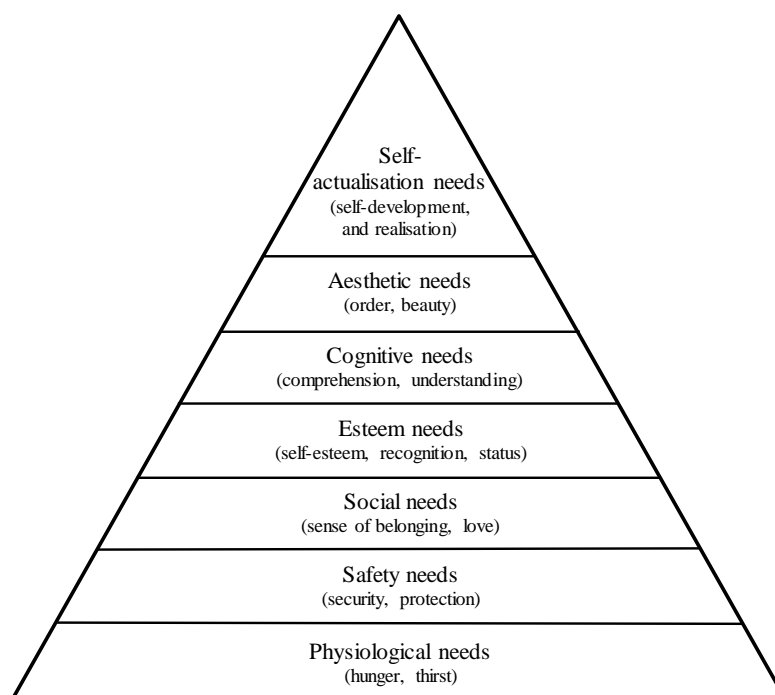 Self-
actualisation needs
(self-development,
and realisation)
Aesthetic needs
(order, beauty)
Cognitive needs
(comprehension, understanding)
Esteem needs
(self-esteem, recognition, status)
Social needs
(sense of belonging, love)
Safety needs
(security, protection)
Physiological needs
(hunger, thirst)